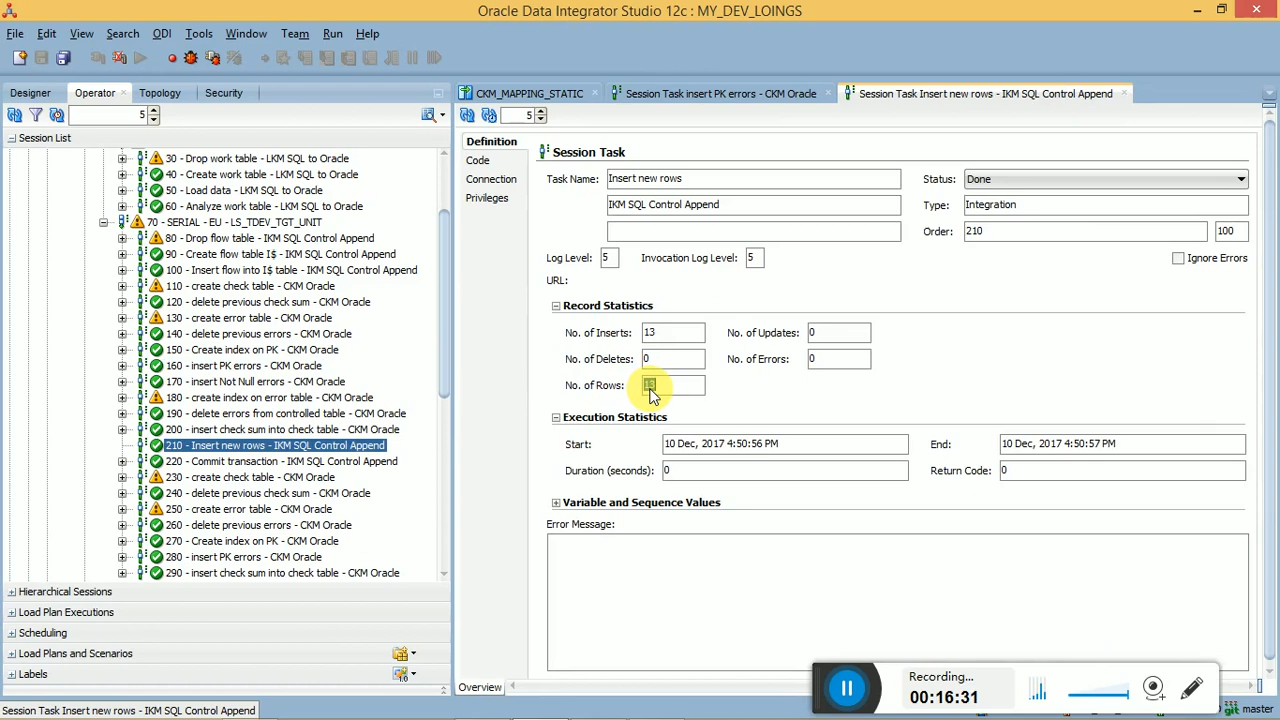 Oracle Data Integrator Studio 12c : MY_DEV_LOINGS
File Edit View Search ODI Tools Window Team Run Help
Designer Operator Topology Security
5
Session List
30 - Drop work table - LKM SQL to Oracle
40 - Create work table - LKM SQL to Oracle
50 - Load data - LKM SQL to Oracle
60 - Analyze work table - LKM SQL to Oracle
70 - SERIAL - EU - LS_TDEV_TGT_UNIT
80 - Drop flow table - IKM SQL Control Append
90 - Create flow table I$ - IKM SQL Control Append
100 - Insert flow into I$ table - IKM SQL Control Append
110 - create check table - CKM Oracle
120 - delete previous check sum - CKM Oracle
130 - create error table - CKM Oracle
140 - delete previous errors - CKM Oracle
150 - Create index on PK - CKM Oracle
160 - insert PK errors - CKM Oracle
170 - insert Not Null errors - CKM Oracle
180 - create index on error table - CKM Oracle
190 - delete errors from controlled table - CKM Oracle
200 - insert check sum into check table - CKM Oracle
210 - Insert new rows - IKM SQL Control Append
220 - Commit transaction - IKM SQL Control Append
230 - create check table - CKM Oracle
240 - delete previous check sum - CKM Oracle
250 - create error table - CKM Oracle
260 - delete previous errors - CKM Oracle
270 - Create index on PK - CKM Oracle
280 - insert PK errors - CKM Oracle
290 - insert check sum into check table - CKM Oracle
Hierarchical Sessions
Load Plan Executions
Scheduling
Load Plans and Scenarios
Labels
CKM_MAPPING_STATIC Session Task insert PK errors - CKM Oracle Session Task Insert new rows - IKM SQL Control Append
5
Definition
Code
Connection
Privileges
Session Task
Task Name: Insert new rows Status: Done
IKM SQL Control Append Type: Integration
Order: 210 100
Log Level: 5 Invocation Log Level: 5 Ignore Errors
URL:
Record Statistics
No. of Inserts: 13 No. of Updates: 0
No. of Deletes: 0 No. of Errors: 0
No. of Rows:
Execution Statistics
Start: 10 Dec, 2017 4:50:56 PM End: 10 Dec, 2017 4:50:57 PM
Duration (seconds): 0 Return Code: 0
Variable and Sequence Values
Error Message:
Overview
Recording...
00:16:31
Session Task Insert new rows - IKM SQL Control Append
git master